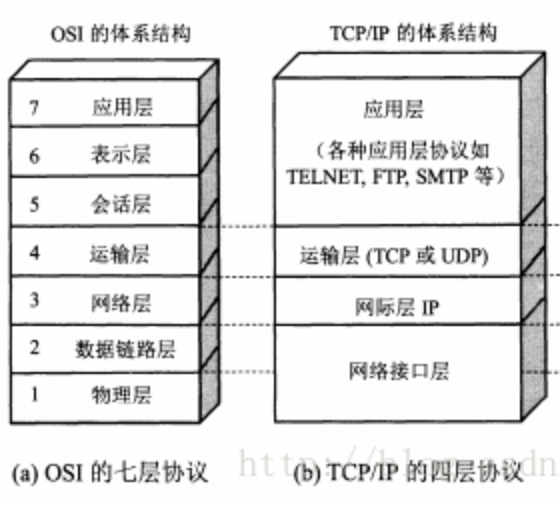 OSI 的体系结构
7 应用层
6 表示层
5 会话层
4 运输层
3 网络层
2 数据链路层
1 物理层
(a) OSI 的七层协议
TCP/IP 的体系结构
应用层
（各种应用层协议如
TELNET, FTP, SMTP 等）
运输层 (TCP 或 UDP)
网际层 IP
网络接口层
(b) TCP/IP 的四层协议